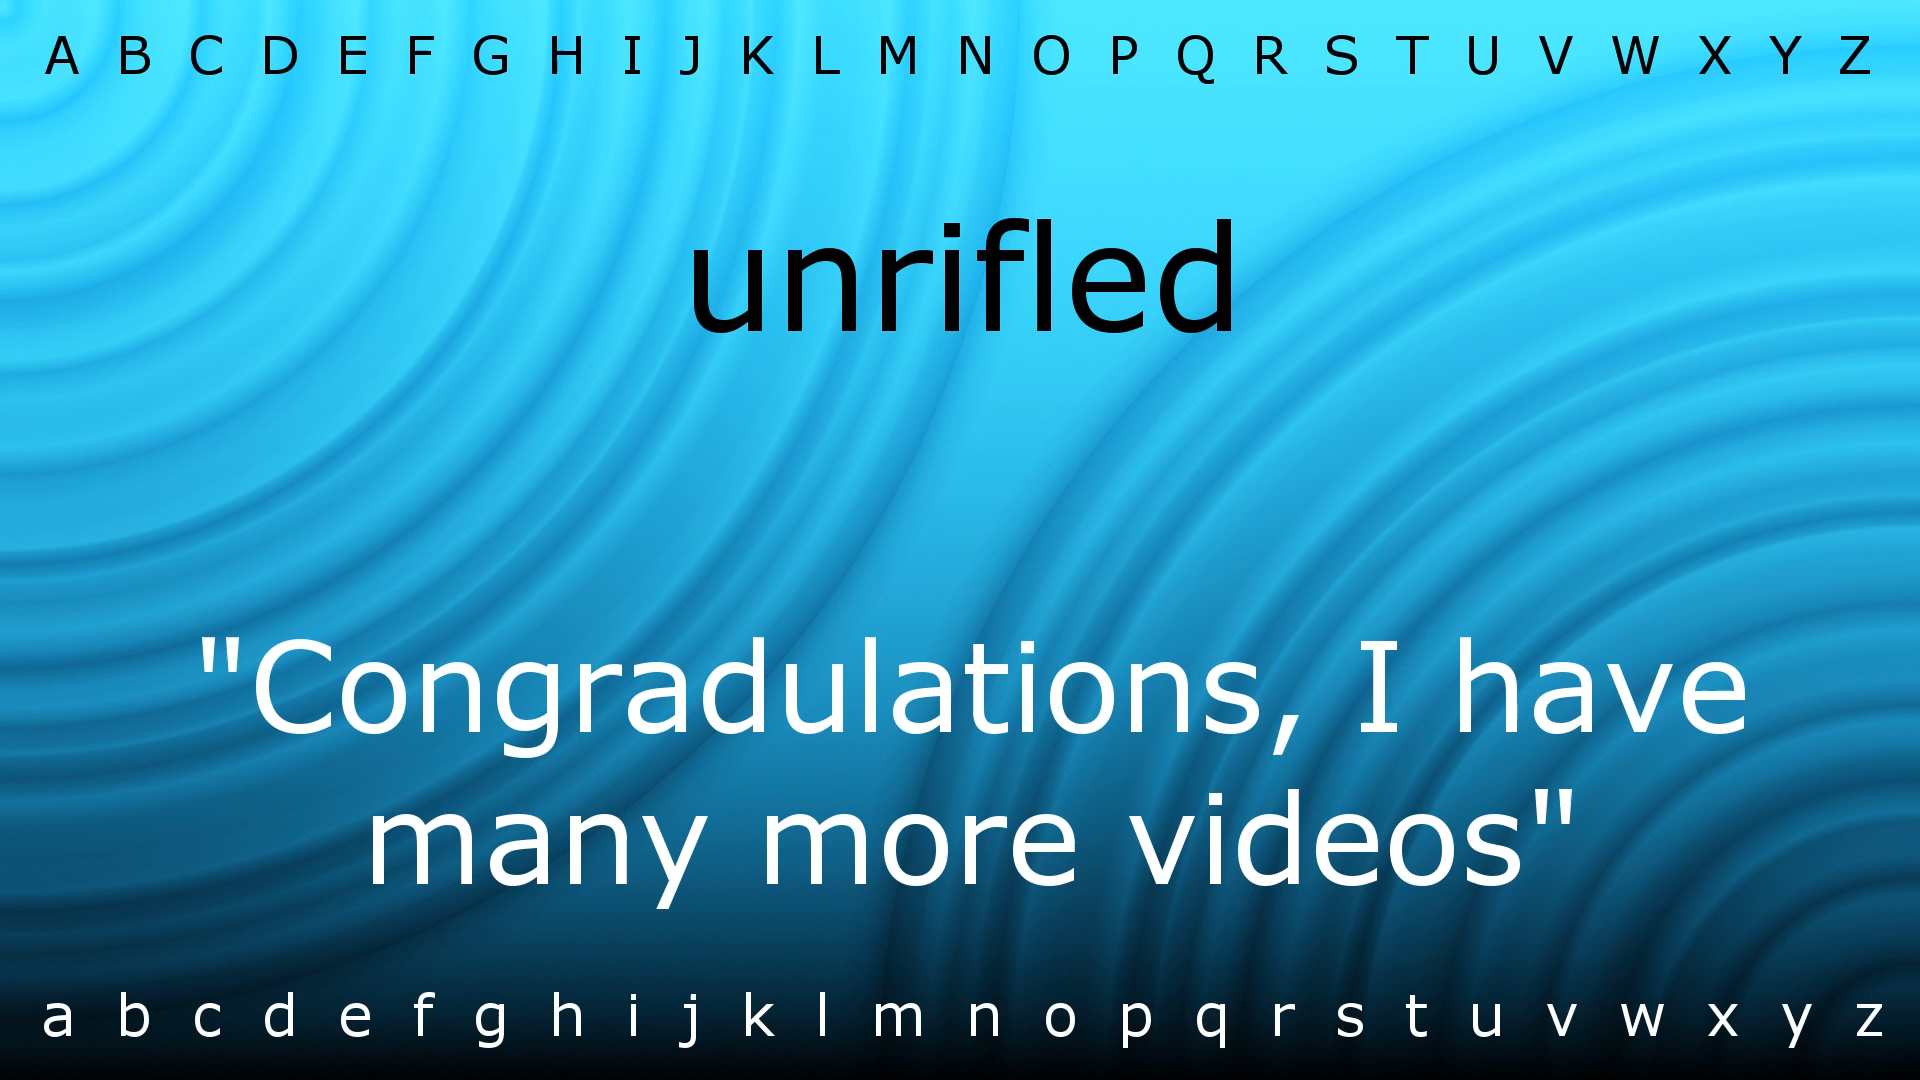 A B C D E F G H I J K L M N O P Q R S T U V W X Y Z
unrifled
"Congradulations, I have
many more videos"
a b c d e f g h i j k l m n o p q r s t u v w x y z